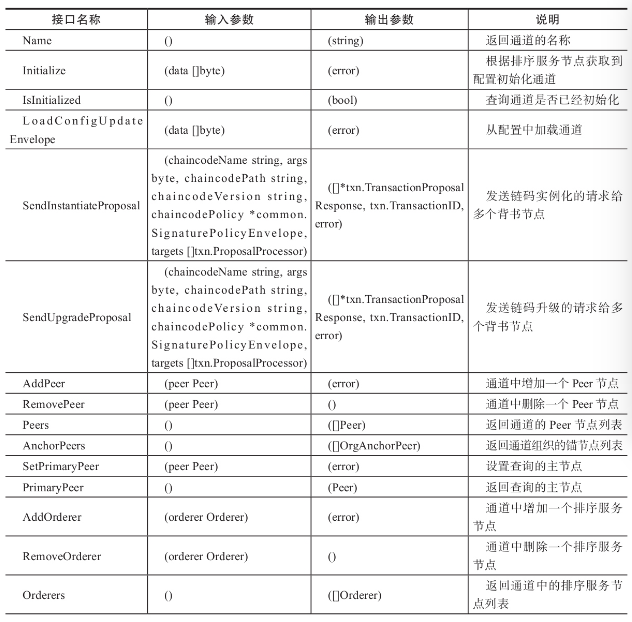 接口名称 输入参数 输出参数 说明
Name () (string) 返回通道的名称
Initialize (data []byte) (error) 根据排序服务节点获取到
配置初始化通道
IsInitialized () (bool) 查询通道是否已经初始化
LoadConfigUpdate
Envelope (data []byte) (error) 从配置中加载通道
SendInstantiateProposal (chaincodeName string, args
byte, chaincodePath string,
chaincodeVersion string,
chaincodePolicy *common.
SignaturePolicyEnvelope,
targets []txn.ProposalProcessor) ([]*txn.TransactionProposal
Response, txn.TransactionID,
error) 发送链码实例化的请求给
多个背书节点
SendUpgradeProposal (chaincodeName string, args
byte, chaincodePath string,
chaincodeVersion string,
chaincodePolicy *common.
SignaturePolicyEnvelope,
targets []txn.ProposalProcessor) ([]*txn.TransactionProposal
Response, txn.TransactionID,
error) 发送链码升级的请求给多
个背书节点
AddPeer (peer Peer) (error) 通道中增加一个 Peer 节点
RemovePeer (peer Peer) () 通道中删除一个 Peer 节点
Peers () ([]Peer) 返回通道的 Peer 节点列表
AnchorPeers () ([]OrgAnchorPeer) 返回通道组织的锚节点列表
SetPrimaryPeer (peer Peer) (error) 设置查询的主节点
PrimaryPeer () (Peer) 返回查询的主节点
AddOrderer (orderer Orderer) (error) 通道中增加一个排序服务
节点
RemoveOrderer (orderer Orderer) () 通道中删除一个排序服务
节点
Orderers () ([]Orderer) 返回通道中的排序服务节
点列表